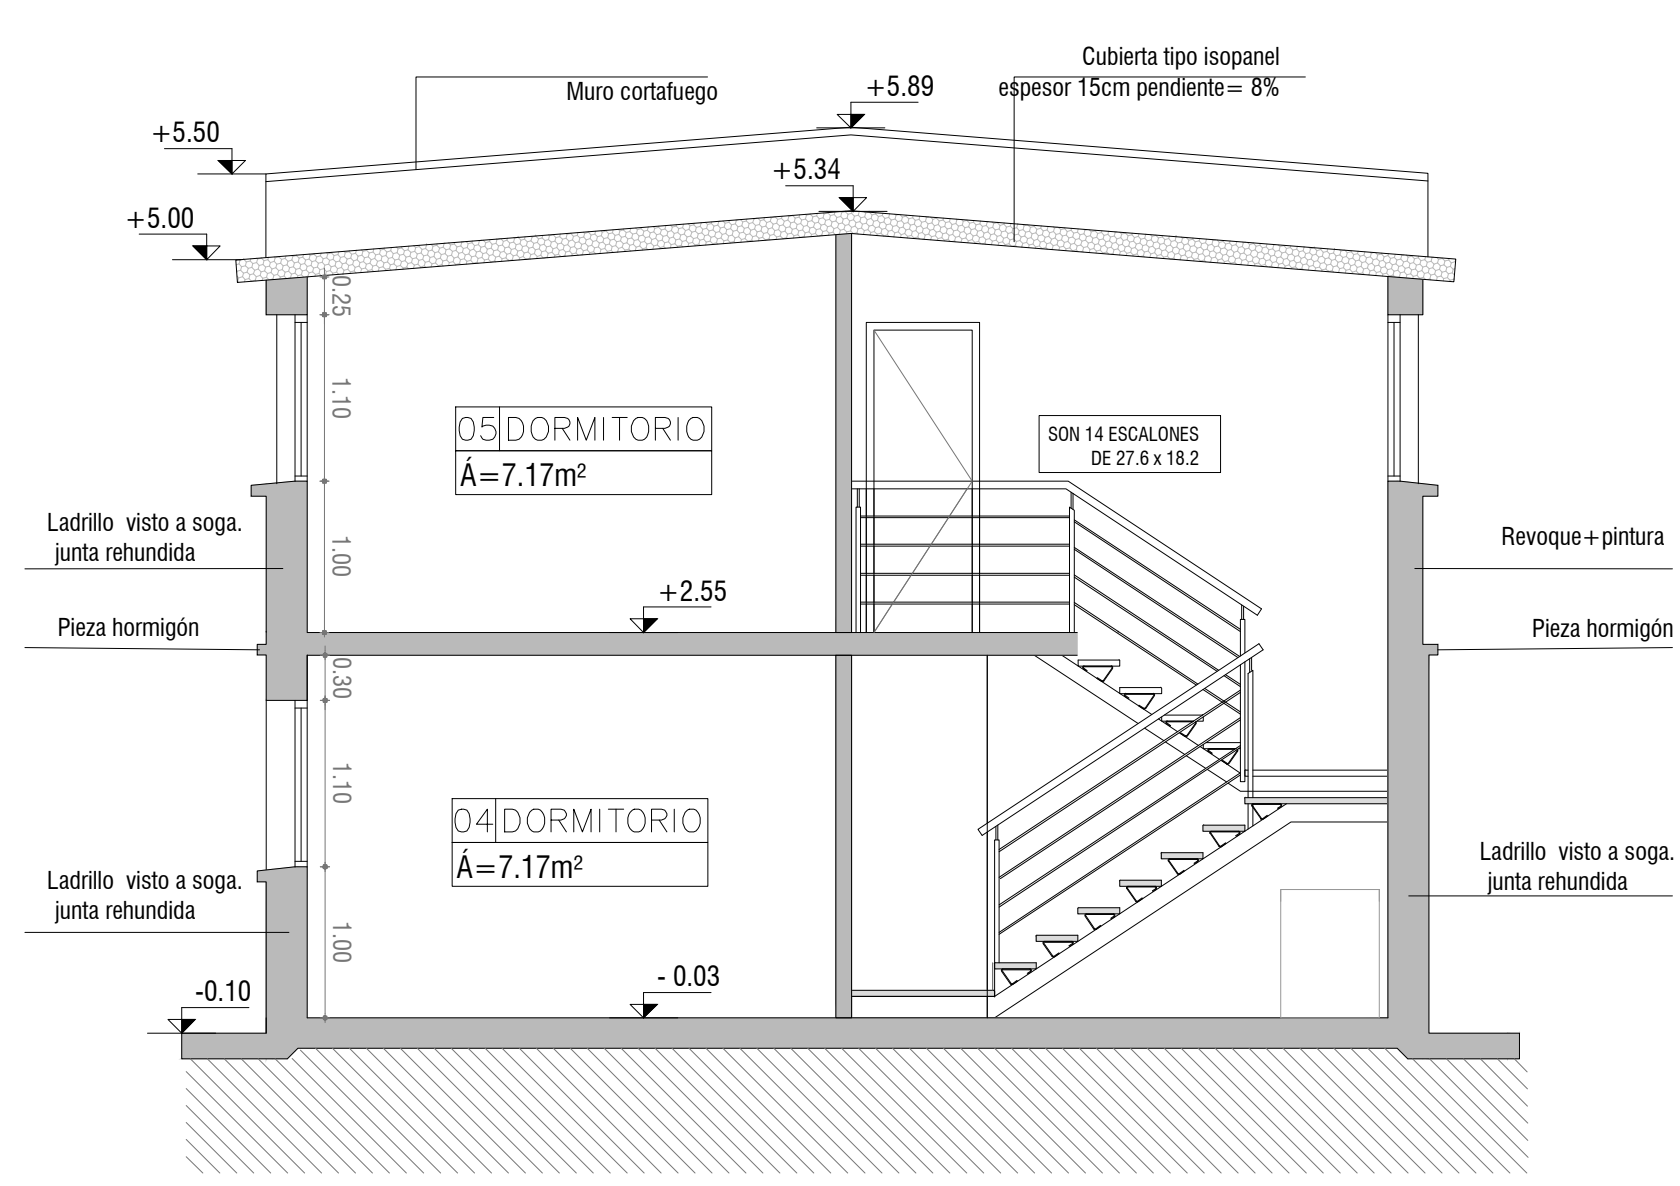 Cubierta tipo isopanel
espesor 15cm pendiente= 8%
Muro cortafuego
+5.89
+5.50
+5.34
+5.00
0.25
1.10
05 DORMITORIO
Á=7.17m²
SON 14 ESCALONES
DE 27.6 x 18.2
Ladrillo visto a soga.
junta rehundida
1.00
Revoque+pintura
+2.55
Pieza hormigón
Pieza hormigón
0.30
1.10
04 DORMITORIO
Á=7.17m²
Ladrillo visto a soga.
junta rehundida
Ladrillo visto a soga.
junta rehundida
1.00
- 0.03
-0.10